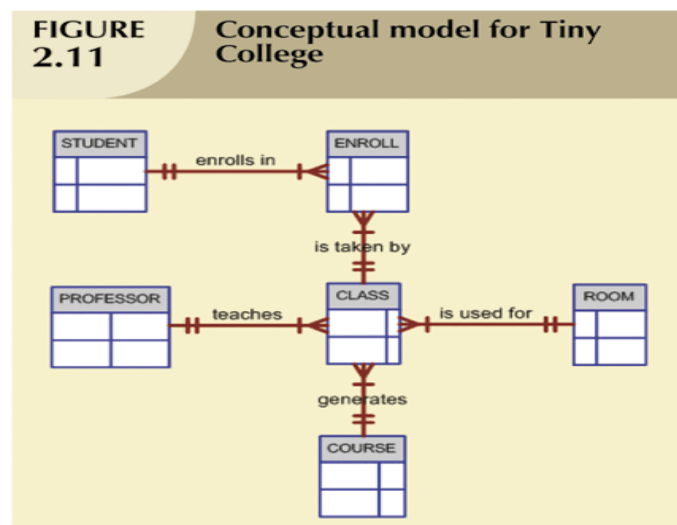 FIGURE
2.11
Conceptual model for Tiny
College
STUDENT
enrolls in
ENROLL
is taken by
PROFESSOR
teaches
CLASS
is used for
ROOM
generates
COURSE